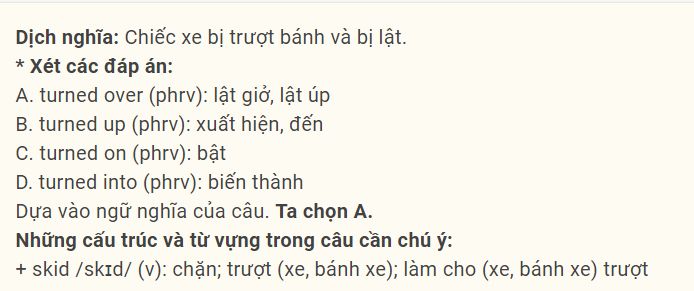 Dịch nghĩa: Chiếc xe bị trượt bánh và bị lật.
* Xét các đáp án:
A. turned over (phrv): lật giở, lật úp
B. turned up (phrv): xuất hiện, đến
C. turned on (phrv): bật
D. turned into (phrv): biến thành
Dựa vào ngữ nghĩa của câu. Ta chọn A.
Những cấu trúc và từ vựng trong câu cần chú ý:
+ skid /skɪd/ (v): chặn; trượt (xe, bánh xe); làm cho (xe, bánh xe) trượt